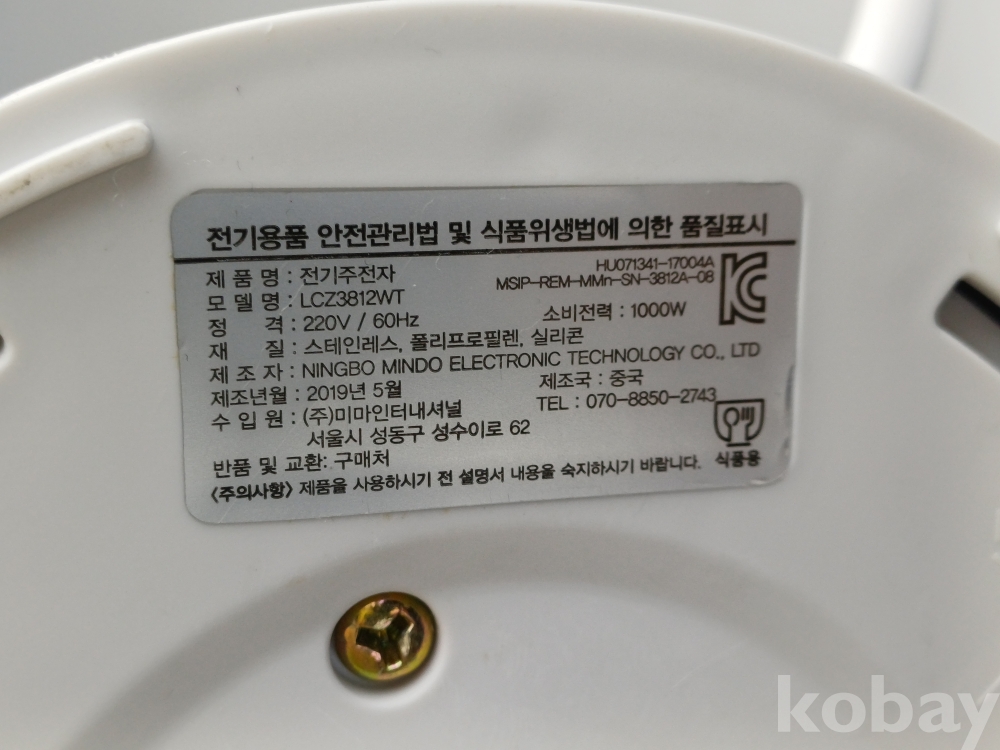 전기용품 안전관리법 및 식품위생법에 의한 품질표시
HU071341-17004A
제 품 명 : 전기주전자
MSIP-REM-MMn-SN-3812A-08
모 델 명 : LCZ3812WT
정 격 : 220V / 60Hz 소비전력 : 1000W
재 질 : 스테인레스, 폴리프로필렌, 실리콘
제 조 자 : NINGBO MINDO ELECTRONIC TECHNOLOGY CO., LTD
제조년월 : 2019년 5월 제조국 : 중국
수 입 원 : (주)미마인터내셔널 TEL : 070-8850-2743
서울시 성동구 성수이로 62
반품 및 교환: 구매처
식품용
〈주의사항〉 제품을 사용하시기 전 설명서 내용을 숙지하시기 바랍니다.
kobay